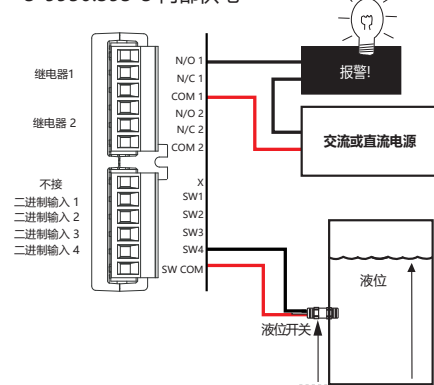 继电器1
继电器 2
不接
二进制输入 1
二进制输入 2
二进制输入 3
二进制输入 4
N/O 1
N/C 1
COM 1
N/O 2
N/C 2
COM 2
X
SW1
SW2
SW3
SW4
SW COM
报警!
交流或直流电源
液位
液位开关